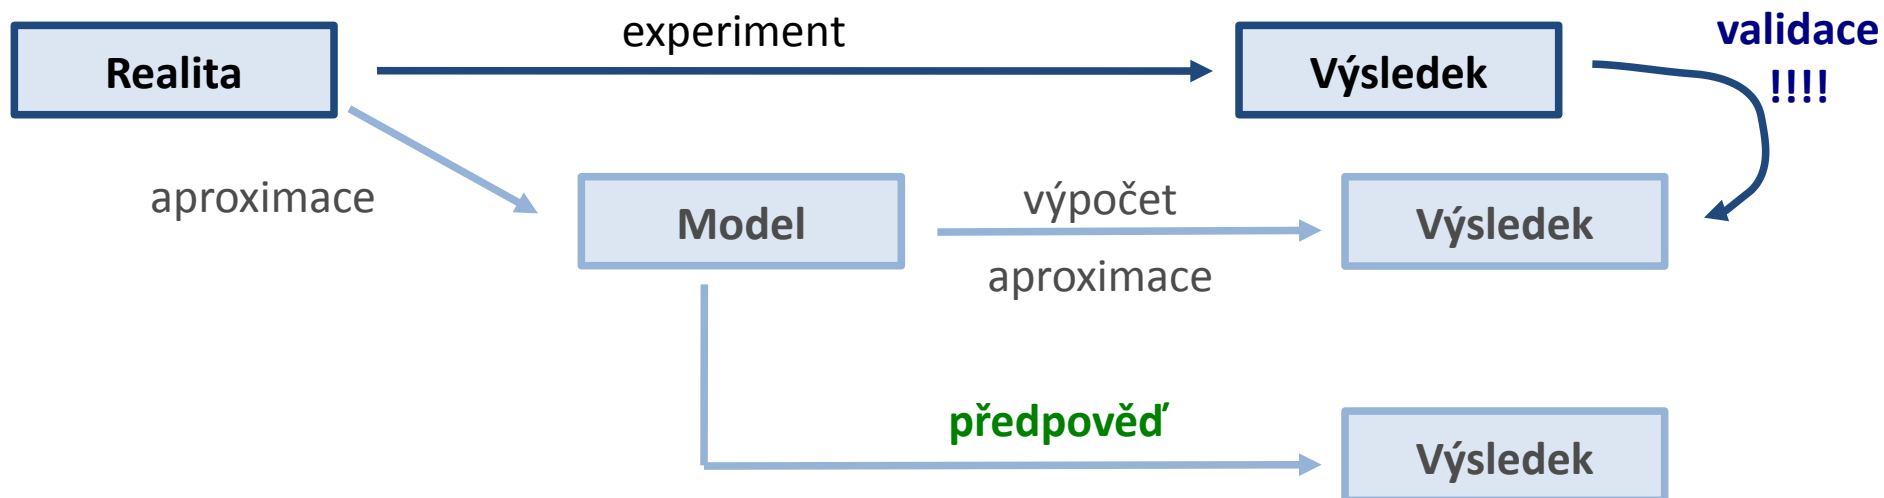 experiment
validace
!!!!
Realita
Výsledek
aproximace
Model
výpočet
aproximace
Výsledek
předpověď
Výsledek